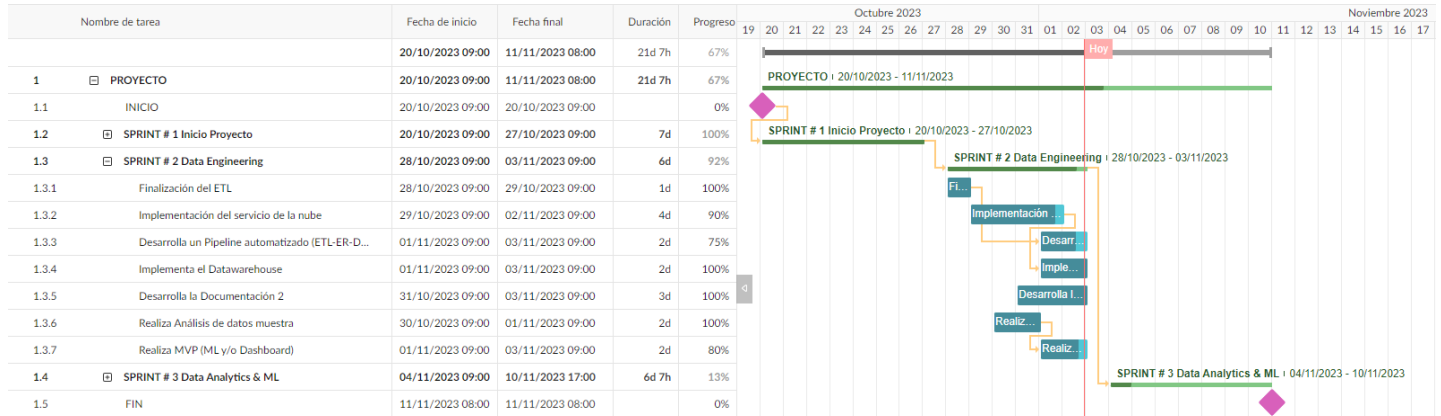 Octubre 2023 Noviembre 2023
Nombre de tarea Fecha de inicio Fecha final Duración Progreso 19 20 21 22 23 24 25 26 27 28 29 30 31 01 02 03 04 05 06 07 08 09 10 11 12 13 14 15 16 17
20/10/2023 09:00 11/11/2023 08:00 21d 7h 67% Hoy
1 PROYECTO 20/10/2023 09:00 11/11/2023 08:00 21d 7h 67% PROYECTO 20/10/2023 - 11/11/2023
1.1 INICIO 20/10/2023 09:00 20/10/2023 09:00 0%
1.2 SPRINT # 1 Inicio Proyecto 20/10/2023 09:00 27/10/2023 09:00 7d 100% SPRINT # 1 Inicio Proyecto 20/10/2023 - 27/10/2023
1.3 SPRINT # 2 Data Engineering 28/10/2023 09:00 03/11/2023 09:00 6d 92% SPRINT # 2 Data Engineering 28/10/2023 - 03/11/2023
1.3.1 Finalización del ETL 28/10/2023 09:00 29/10/2023 09:00 1d 100% Fi...
1.3.2 Implementación del servicio de la nube 29/10/2023 09:00 02/11/2023 09:00 4d 90% Implementación ...
1.3.3 Desarrolla un Pipeline automatizado (ETL-ER-D... 01/11/2023 09:00 03/11/2023 09:00 2d 75% Desarr...
1.3.4 Implementa el Datawarehouse 01/11/2023 09:00 03/11/2023 09:00 2d 100% Imple...
1.3.5 Desarrolla la Documentación 2 31/10/2023 09:00 03/11/2023 09:00 3d 100% Desarrolla l...
1.3.6 Realiza Análisis de datos muestra 30/10/2023 09:00 01/11/2023 09:00 2d 100% Realiz...
1.3.7 Realiza MVP (ML y/o Dashboard) 01/11/2023 09:00 03/11/2023 09:00 2d 80% Realiz...
1.4 SPRINT # 3 Data Analytics & ML 04/11/2023 09:00 10/11/2023 17:00 6d 7h 13% SPRINT # 3 Data Analytics & ML 04/11/2023 - 10/11/2023
1.5 FIN 11/11/2023 08:00 11/11/2023 08:00 0%